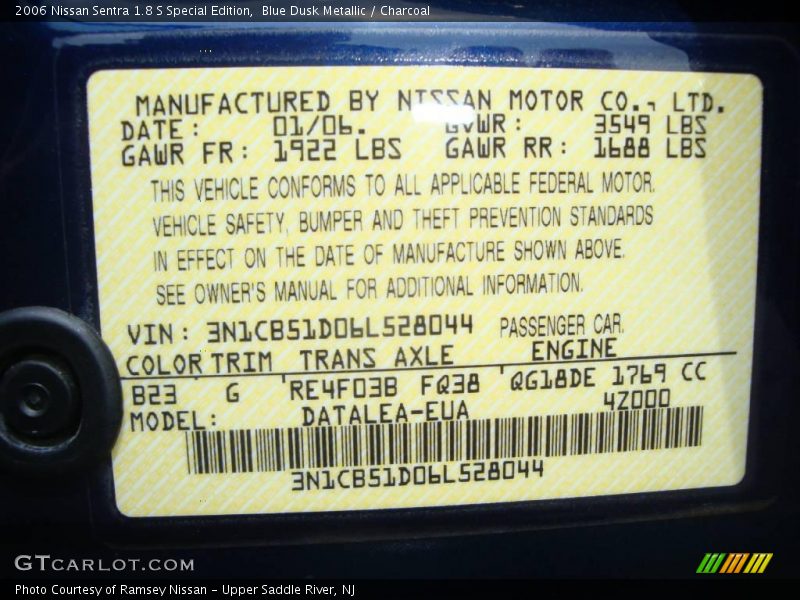 2006 Nissan Sentra 1.8 S Special Edition,  Blue Dusk Metallic / Charcoal
MANUFACTURED BY NISSAN MOTOR CO., LTD.
DATE: 01/06. GVWR: 3549 LBS
GAWR FR: 1922 LBS GAWR RR: 1688 LBS
THIS VEHICLE CONFORMS TO ALL APPLICABLE FEDERAL MOTOR.
VEHICLE SAFETY, BUMPER AND THEFT PREVENTION STANDARDS
IN EFFECT ON THE DATE OF MANUFACTURE SHOWN ABOVE.
SEE OWNER'S MANUAL FOR ADDITIONAL INFORMATION.
VIN: 3N1CB51D06L528044 PASSENGER CAR.
COLOR TRIM TRANS AXLE ENGINE
B23 G RE4F03B FQ38 QG18DE 1769 CC
MODEL: DATALEA-EUA 4Z000
3N1CB51D06L528044
GTCARLOT.COM
Photo Courtesy of Ramsey Nissan - Upper Saddle River, NJ